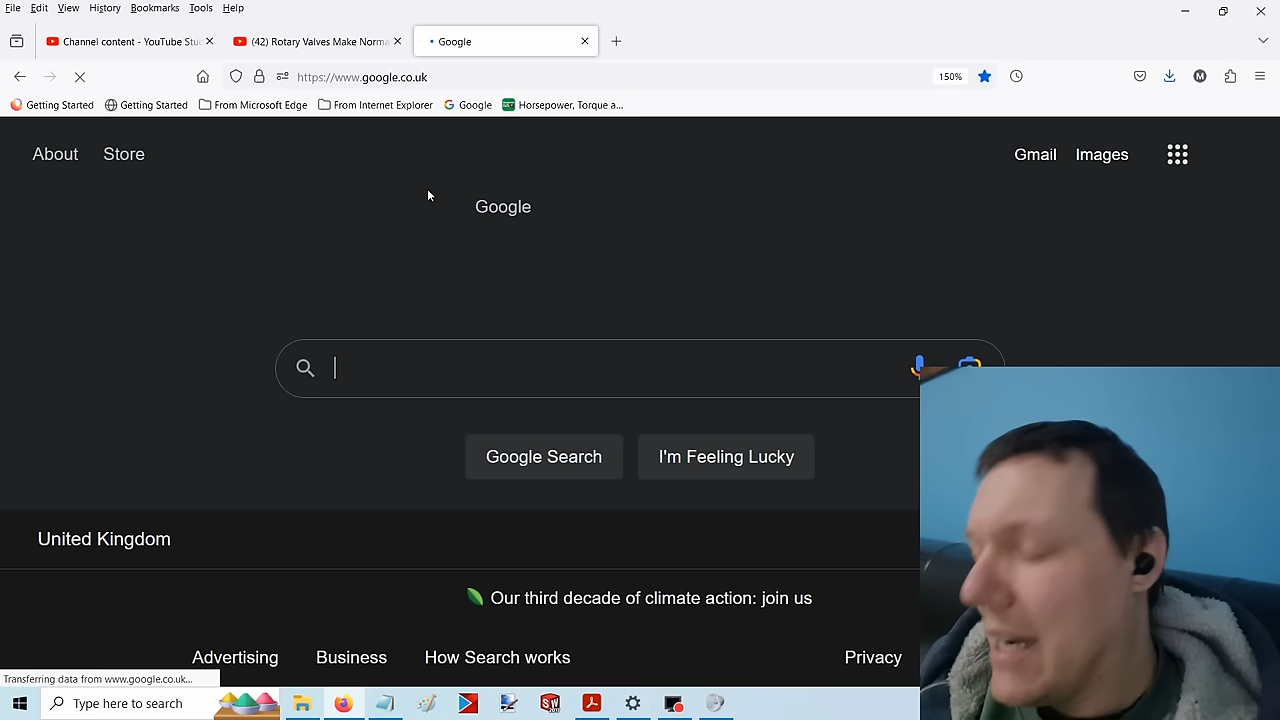 File Edit View History Bookmarks Tools Help
Channel content - YouTube Stu
(42) Rotary Valves Make Norma
Google
https://www.google.co.uk
150%
M
Getting Started
Getting Started
From Microsoft Edge
From Internet Explorer
Google
Horsepower, Torque a...
About Store
Gmail Images
Google
Google Search
I'm Feeling Lucky
United Kingdom
Our third decade of climate action: join us
Advertising Business How Search works
Privacy
Transferring data from www.google.co.uk...
Type here to search